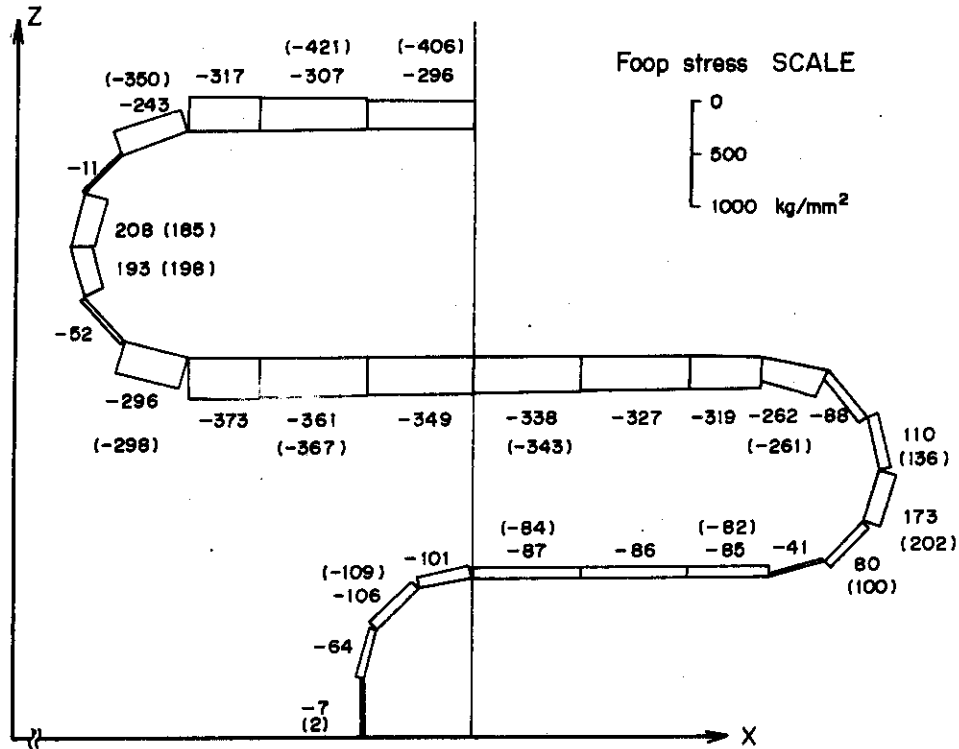 Z
(-421) (-406)
(-350) -317 -307 -296
-243
Foop stress SCALE
0
500
1000 kg/mm²
-11
208 (185)
193 (198)
-52
-296
(-298)
-373 -361 -349 -338 -327 -319 -262 -88
(-367) (-343) (-261)
110
(136)
173
(202)
80
(100)
(-84) (-82)
-87 -86 -85 -41
-101
(-109)
-106
-64
-7
(2)
X